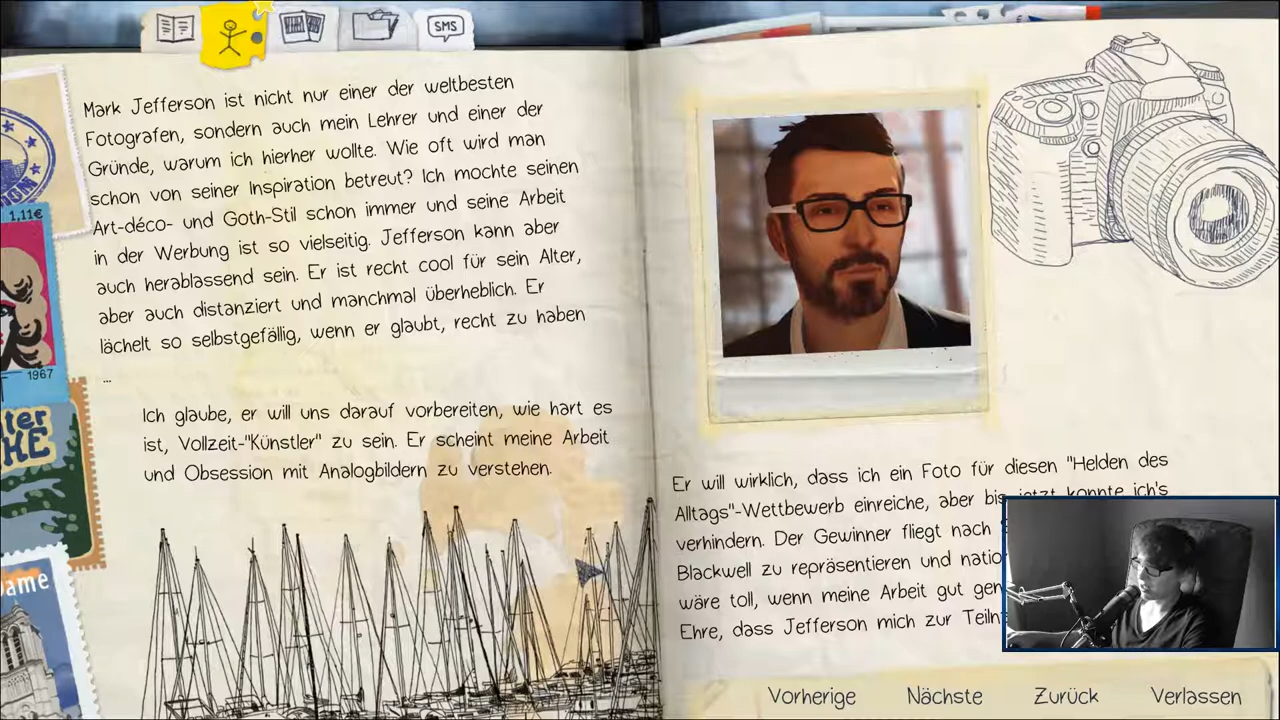 SMS
Mark Jefferson ist nicht nur einer der weltbesten
Fotografen, sondern auch mein Lehrer und einer der
Gründe, warum ich hierher wollte. Wie oft wird man
schon von seiner Inspiration betreut? Ich mochte seinen
Art-déco- und Goth-Stil schon immer und seine Arbeit
in der Werbung ist so vielseitig. Jefferson kann aber
auch herablassend sein. Er ist recht cool für sein Alter,
aber auch distanziert und manchmal überheblich. Er
lächelt so selbstgefällig, wenn er glaubt, recht zu haben
...
Ich glaube, er will uns darauf vorbereiten, wie hart es
ist, Vollzeit-"Künstler" zu sein. Er scheint meine Arbeit
und Obsession mit Analogbildern zu verstehen.
1,11€
1967
Er will wirklich, dass ich ein Foto für diesen "Helden des
Alltags"-Wettbewerb einreiche, aber bis jetzt konnte ich's
verhindern. Der Gewinner fliegt nach
Blackwell zu repräsentieren und
wäre toll, wenn meine Arbeit gut
Ehre, dass Jefferson mich zur
Vorherige Nächste Zurück Verlassen